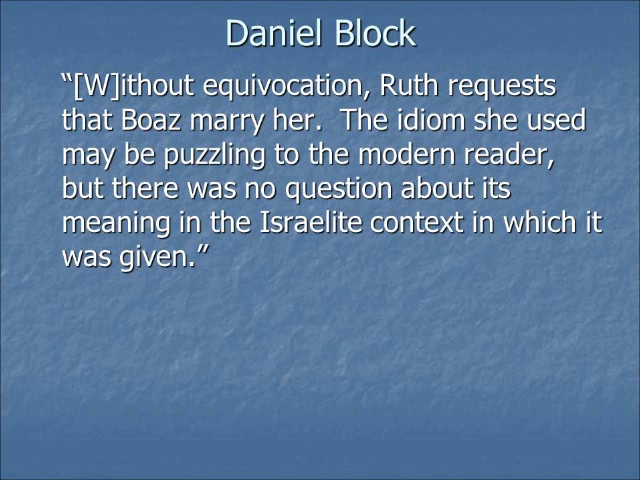 Daniel Block
“[W]ithout equivocation, Ruth requests
that Boaz marry her.  The idiom she used
may be puzzling to the modern reader,
but there was no question about its
meaning in the Israelite context in which it
was given.”